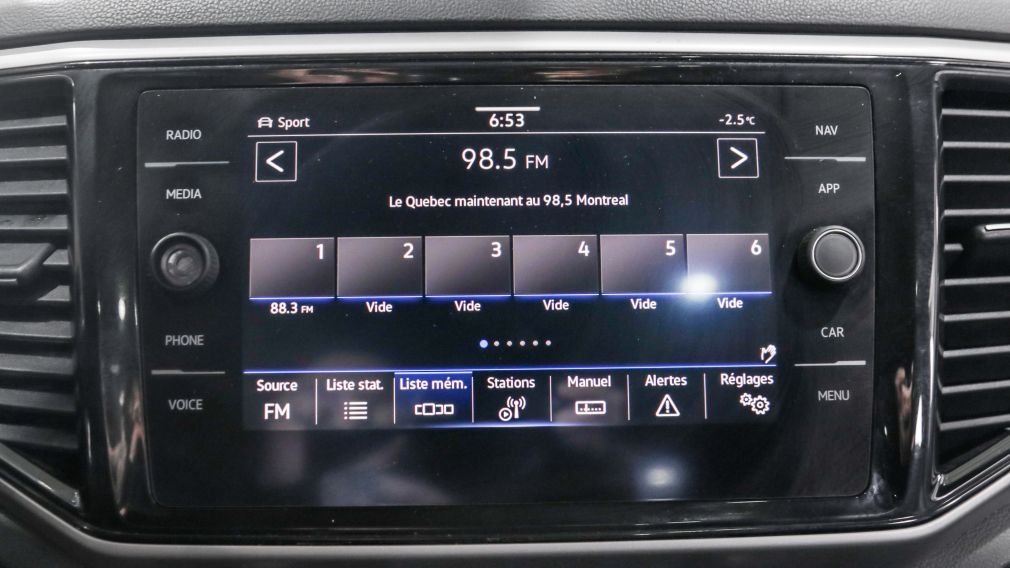 RADIO
MEDIA
PHONE
VOICE
Sport
6:53
-2.5°C
98.5 FM
Le Quebec maintenant au 98,5 Montreal
1 2 3 4 5 6
88.3 FM Vide Vide Vide Vide Vide
Source Liste stat. Liste mém. Stations Manuel Alertes Réglages
FM
NAV
APP
CAR
MENU